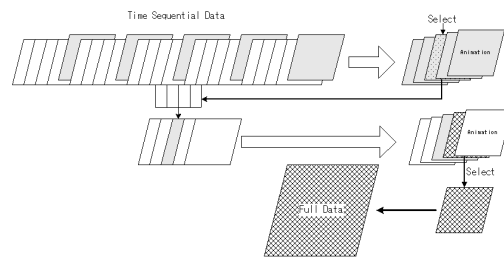 Time Sequential Data
Select
Animation
Animation
Select
Full Data